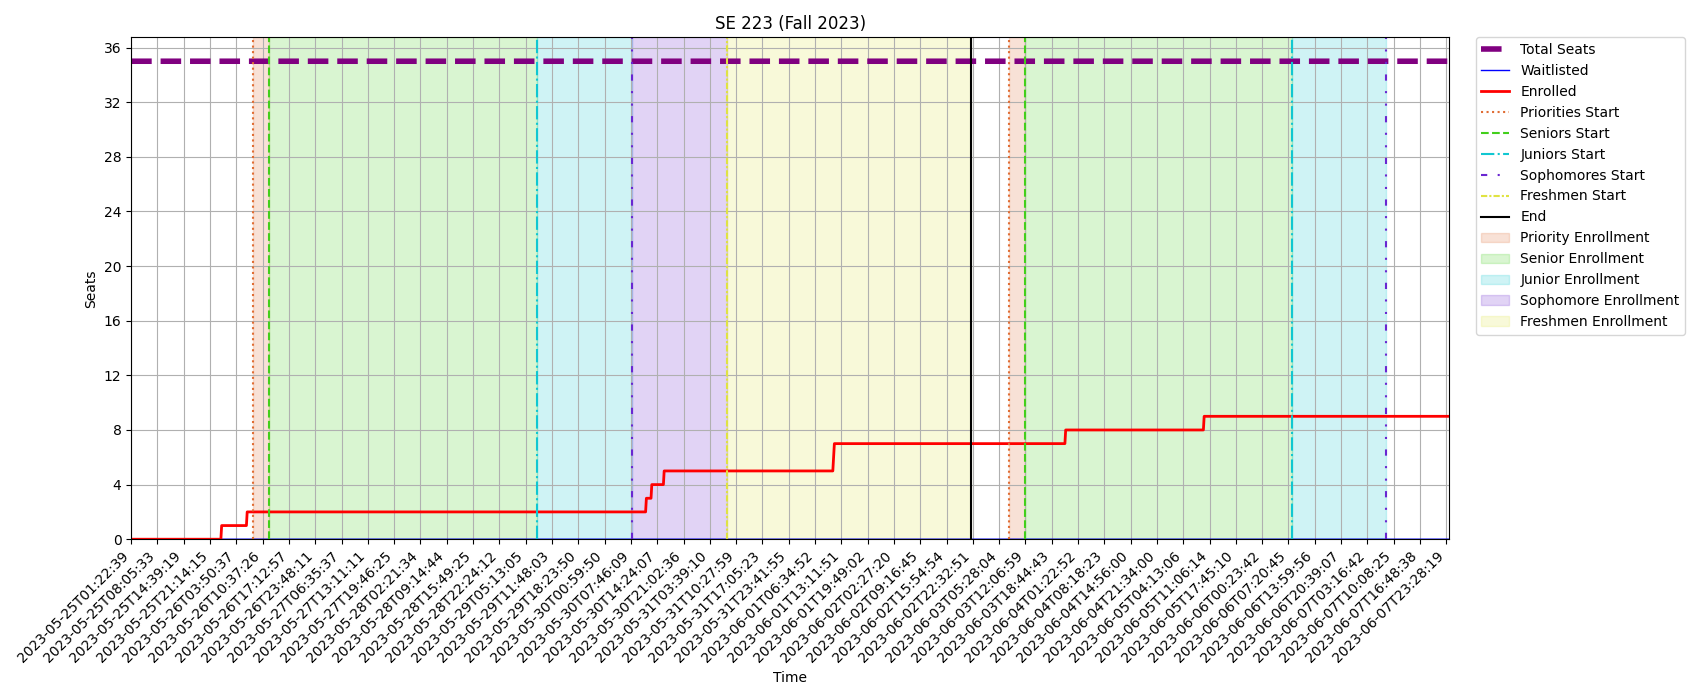 SE 223 (Fall 2023)
Seats
36
32
28
24
20
16
12
8
4
0
2023-05-25T01:22:39
2023-05-25T08:05:33
2023-05-25T14:39:19
2023-05-25T21:14:15
2023-05-26T03:50:37
2023-05-26T10:37:26
2023-05-26T17:12:57
2023-05-26T23:48:11
2023-05-27T06:35:37
2023-05-27T13:11:11
2023-05-27T19:46:25
2023-05-28T02:21:34
2023-05-28T09:14:44
2023-05-28T15:49:25
2023-05-28T22:24:12
2023-05-29T05:13:05
2023-05-29T11:48:03
2023-05-29T18:23:50
2023-05-30T00:59:50
2023-05-30T07:46:09
2023-05-30T14:24:07
2023-05-30T21:02:36
2023-05-31T03:39:10
2023-05-31T10:27:59
2023-05-31T17:05:23
2023-05-31T23:41:55
2023-06-01T06:34:52
2023-06-01T13:11:51
2023-06-01T19:49:02
2023-06-02T02:27:20
2023-06-02T09:16:45
2023-06-02T15:54:54
2023-06-02T22:32:51
2023-06-03T05:28:04
2023-06-03T12:06:59
2023-06-03T18:44:43
2023-06-04T01:22:52
2023-06-04T08:18:23
2023-06-04T14:56:00
2023-06-04T21:34:00
2023-06-05T04:13:06
2023-06-05T11:06:14
2023-06-05T17:45:10
2023-06-06T00:23:42
2023-06-06T07:20:45
2023-06-06T13:59:56
2023-06-06T20:39:07
2023-06-07T03:16:42
2023-06-07T10:08:25
2023-06-07T16:48:38
2023-06-07T23:28:19
Time
Total Seats
Waitlisted
Enrolled
Priorities Start
Seniors Start
Juniors Start
Sophomores Start
Freshmen Start
End
Priority Enrollment
Senior Enrollment
Junior Enrollment
Sophomore Enrollment
Freshmen Enrollment